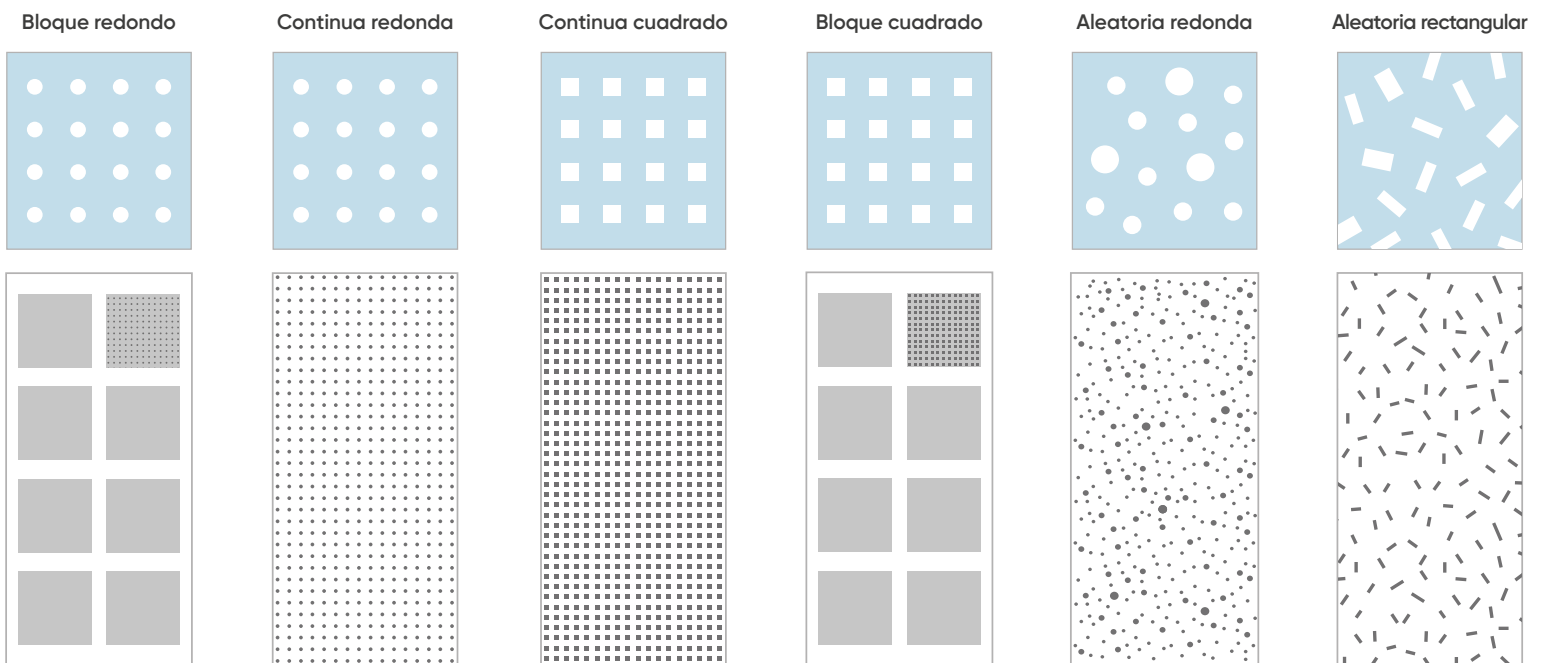 Bloque redondo
Continua redonda
Continua cuadrado
Bloque cuadrado
Aleatoria redonda
Aleatoria rectangular